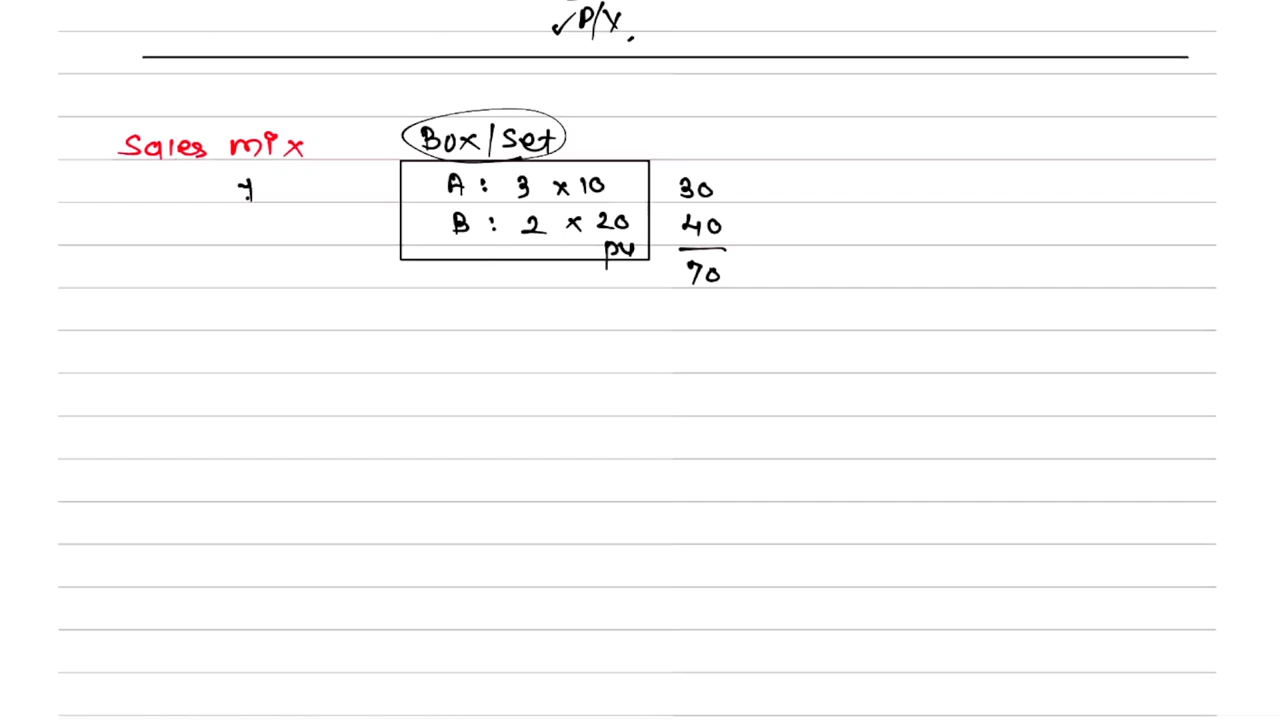 ✓P/V.
Sales mix Box/Set
A : 3 x 10 30
B : 2 x 20 40
pu 70